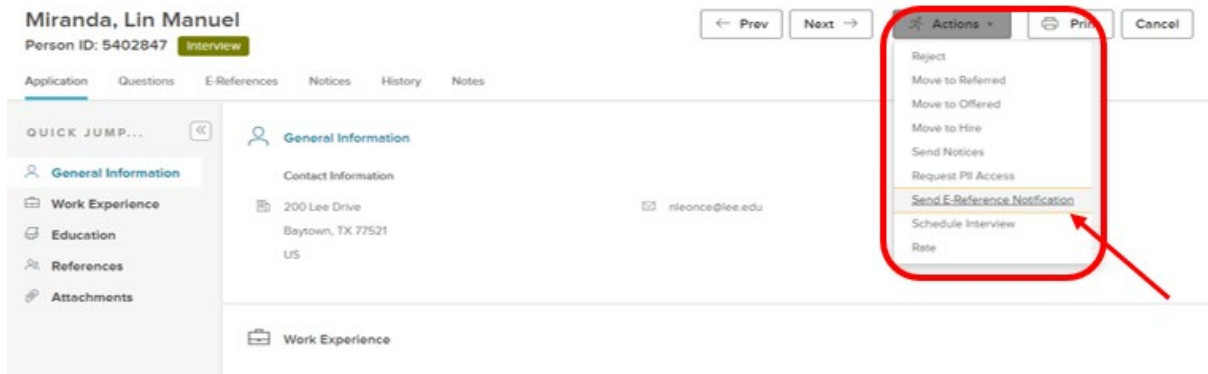 Miranda, Lin Manuel
← Prev Next → Actions Print Cancel
Person ID: 5402847 Interview
Application Questions E-References Notices History Notes
QUICK JUMP...
General Information
Work Experience
Education
References
Attachments
General Information
Contact Information
200 Lee Drive
Baytown, TX 77521
US
nleonce@lee.edu
Work Experience
Reject
Move to Referred
Move to Offered
Move to Hire
Send Notices
Request PII Access
Send E-Reference Notification
Schedule Interview
Rate